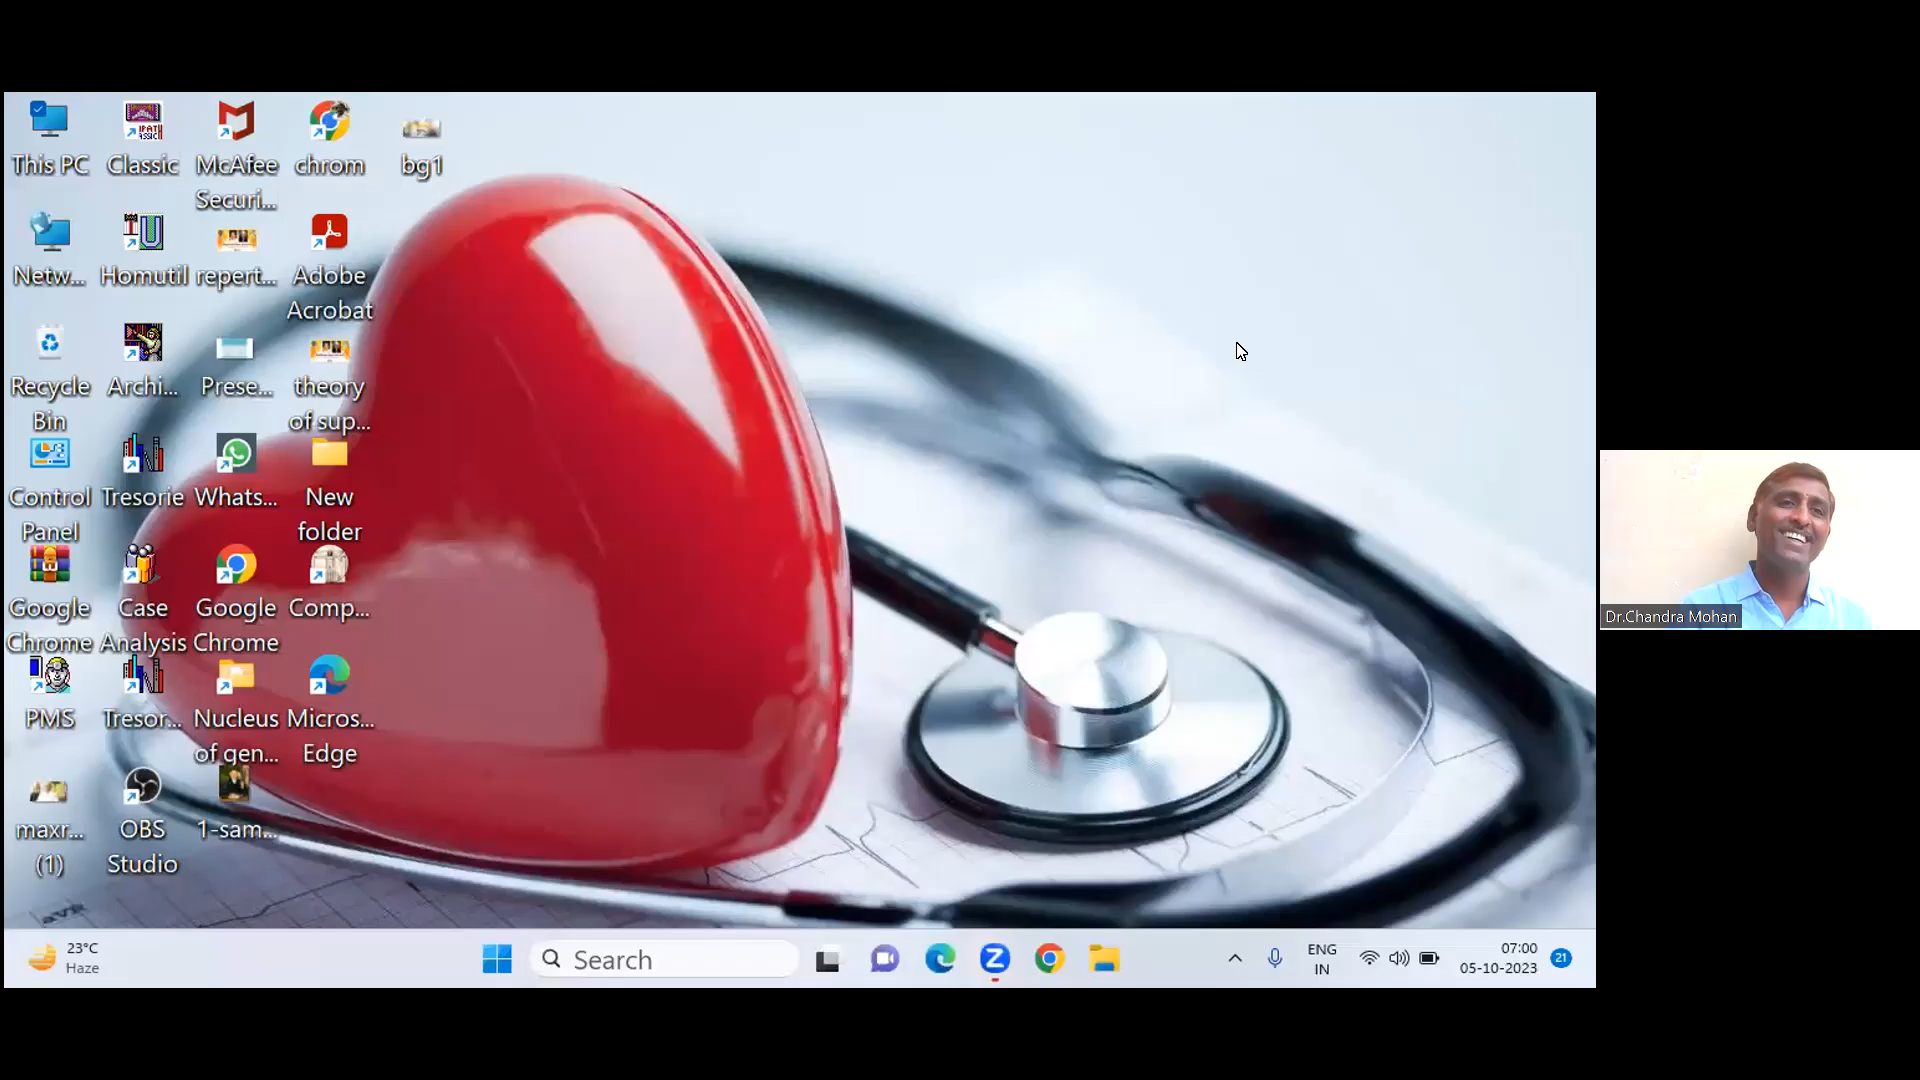 This PC
Classic
McAfee
Securi...
chrom
bg1
Netw...
Homutil
repert...
Adobe
Acrobat
Recycle
Bin
Archi...
Prese...
theory
of sup...
Control
Panel
Tresorie
Whats...
New
folder
Google
Chrome
Case
Analysis
Google
Chrome
Comp...
PMS
Tresor...
Nucleus
of gen...
Micros...
Edge
maxr...
(1)
OBS
Studio
1-sam...
aVR
Dr.Chandra Mohan
23°C
Haze
Search
ENG
IN
07:00
05-10-2023
21